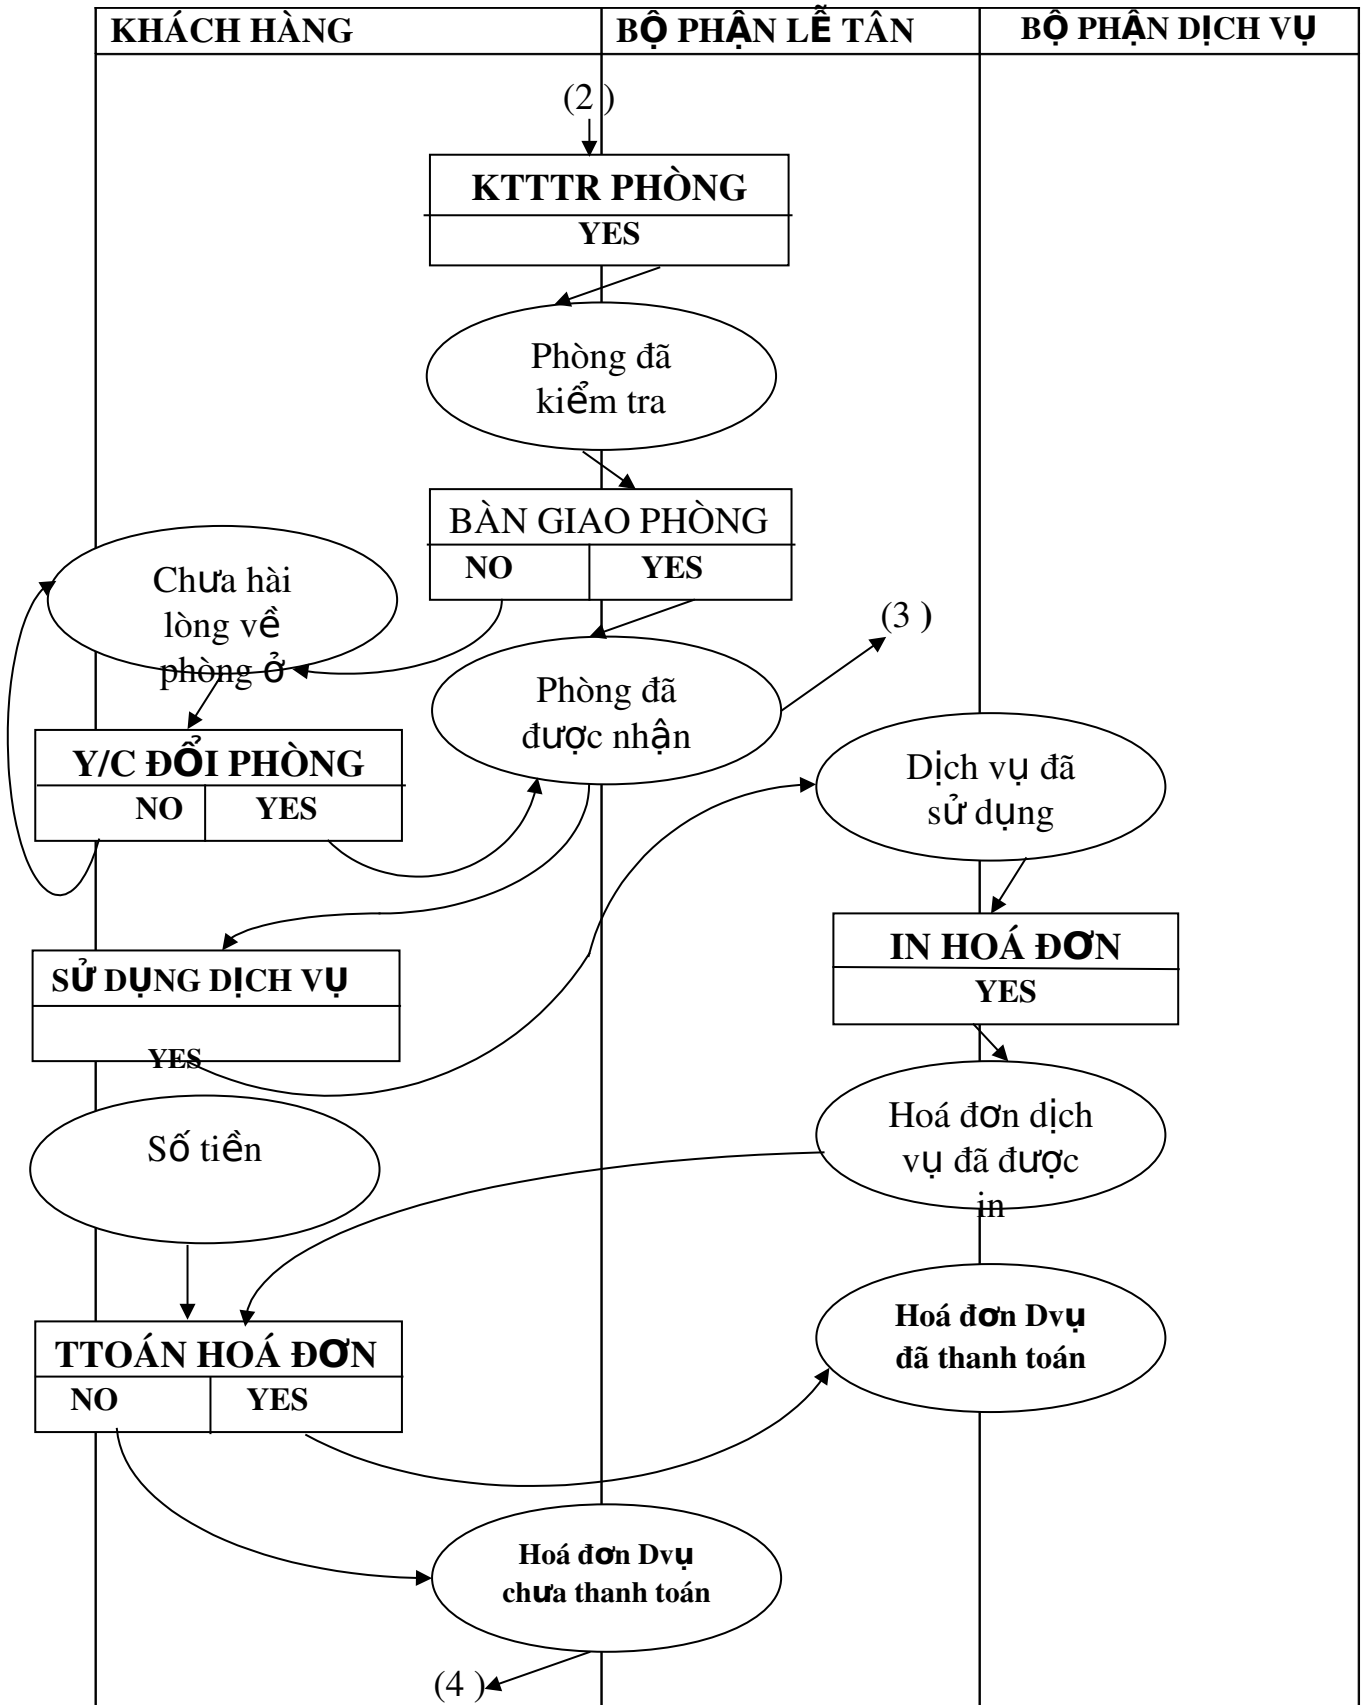 KHÁCH HÀNG
BỘ PHẬN LỄ TÂN
BỘ PHẬN DỊCH VỤ
(2 )
KTTTR PHÒNG
YES
Phòng đã
kiểm tra
BÀN GIAO PHÒNG
NO
YES
Chưa hài
lòng về
phòng ở
(3 )
Phòng đã
được nhận
Y/C ĐỔI PHÒNG
NO
YES
Dịch vụ đã
sử dụng
IN HOÁ ĐƠN
YES
SỬ DỤNG DỊCH VỤ
YES
Số tiền
Hoá đơn dịch
vụ đã được
in
Hoá đơn Dvụ
đã thanh toán
TTOÁN HOÁ ĐƠN
NO
YES
Hoá đơn Dvụ
chưa thanh toán
(4 )